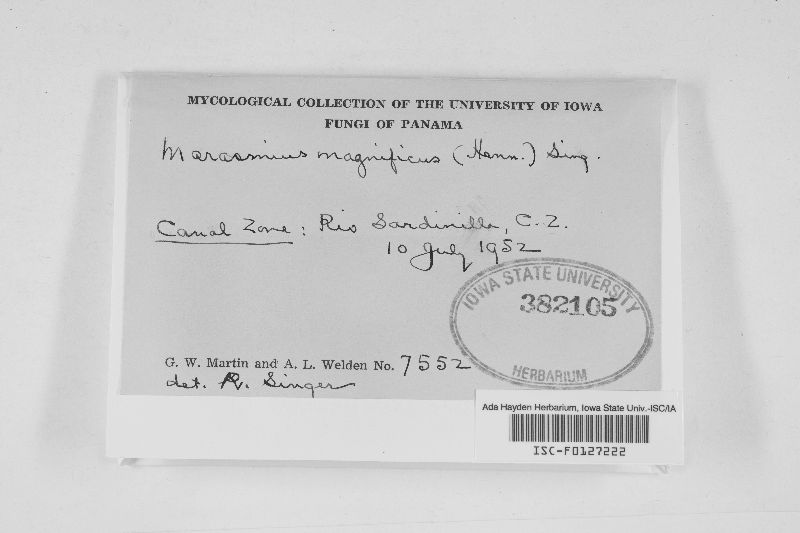 MYCOLOGICAL COLLECTION OF THE UNIVERSITY OF IOWA
FUNGI OF PANAMA
Marasmius magnificus (Henn.) Sing.
Canal Zone: Rio Sardinilla, C.Z.
10 July 1952
IOWA STATE UNIVERSITY
382105
HERBARIUM
G. W. Martin and A. L. Welden No. 7552
det. R. Singer
Ada Hayden Herbarium, Iowa State Univ.-ISC/IA
ISC-F0127222